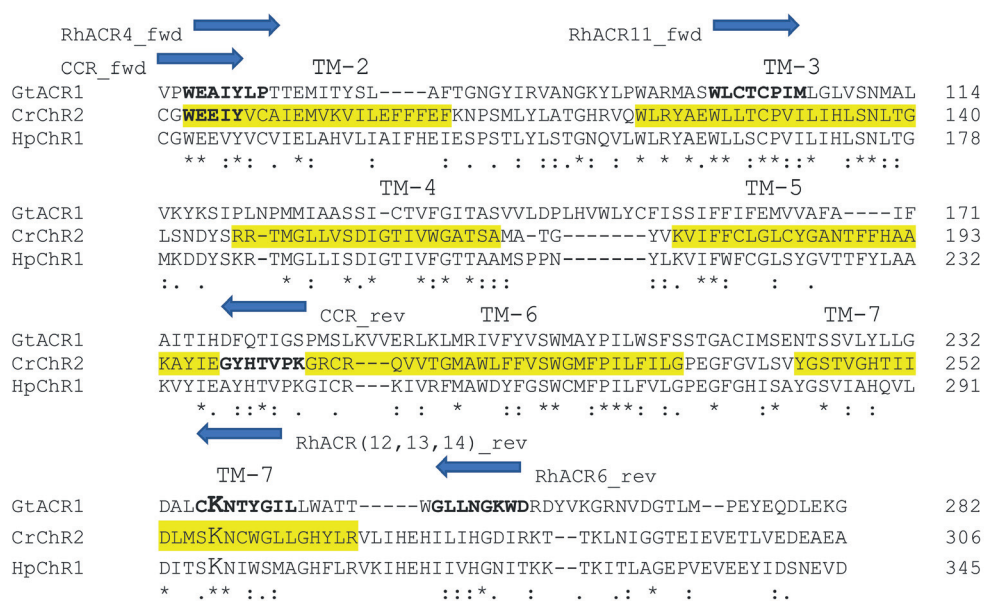 RhACR4_fwd RhACR11_fwd
CCR_fwd TM-2 TM-3
GtACR1 VPWEAIYLPTTEMITYSL----AFTGNGYIRVANGKYLPWARMASWLCTCPIMLGLVSNMAL 114
CrChR2 CGWEEIYVCAIEMVKVILEFFFEFKNPSMLYLATGHRVQWLRYAEWLLTCPVILIHLSNLTG 140
HpChR1 CGWEEVYVCVIELAHVLIAIFHEIESPSTLYLSTGNQVLWLRYAEWLLTCPVILIHLSNLTG 178
** :. : *: : *: . : :.:. *: *. *.** :**:: * :**:
TM-4 TM-5
GtACR1 VKYKSIPLNPMMIAASSI-CTVFGITASVVLDPLHVWLYCFISSIFFIFEMVVAFA----IF 171
CrChR2 LSNDYSRR-TMGLLVSDIGTIVWGATSAMA-TG------YVKVIFFCLGLCYGANTFFHAA 193
HpChR1 MKDDYSKR-TMGLLISDIGTIVFGTTAAMSPPN-------YLKVIFWFCGLSYGVTTFYLAA 232
:. . * : *.* *:* *:: ::. **: : . :
CCR_rev TM-6 TM-7
GtACR1 AITIHDFQTIGSPMSLKVVERLKLMRIVFYVSWMAYPILWSFSSTGACIMSENTSSVLYLLG 232
CrChR2 KAYIEGYHTVPKGRCR---QVVTGMAWLFFVSWGMFPILFILGPEGFGVLSVYGSTVGHTII 252
HpChR1 KVYIEAYHTVPKGICR---KIVRFMAWDYFGSWCMFPILFVLGPEGFGHISAYGSVIAHQVL 291
*. ::*: . . : : * :: ** :***: :. * :* * : :
RhACR(12,13,14)_rev
TM-7 RhACR6_rev
GtACR1 DALCKNTYGILLWATT-----WGLLNGKWDRDYVKGRNVDGTLM--PEYEQDLEKG 282
CrChR2 DLMSKNCWGLLGHYLRVLIHEHILIHGDIRKT--TKLNIGGTEIEVETLVEDEAEA 306
HpChR1 DITSKNIWSMAGHFLRVKIHEHIIVHGNITKK--TKITLAGEPVEVEEYIDSNEVD 345
* .** :.: :::*. : . : * : :.